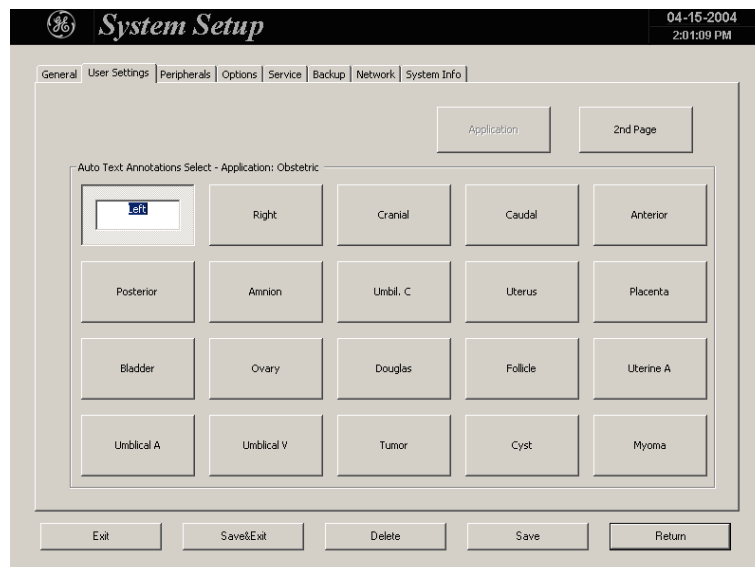 System Setup
04-15-2004
2:01:09 PM
General User Settings Peripherals Options Service Backup Network System Info
Application 2nd Page
Auto Text Annotations Select - Application: Obstetric
Left Right Cranial Caudal Anterior
Posterior Amnion Umbil. C Uterus Placenta
Bladder Ovary Douglas Follicle Uterine A
Umblical A Umblical V Tumor Cyst Myoma
Exit Save&Exit Delete Save Return